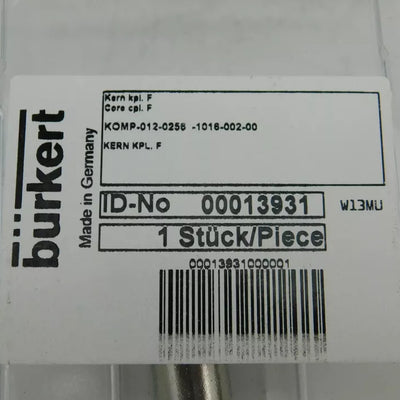 burkert
Made in Germany
Kern kpl. F
Core cpl. F
KOMP-012-0256 -1016-002-00
KERN KPL. F
ID-No 00013931
W13MU
1 Stück/Piece
00013931000001